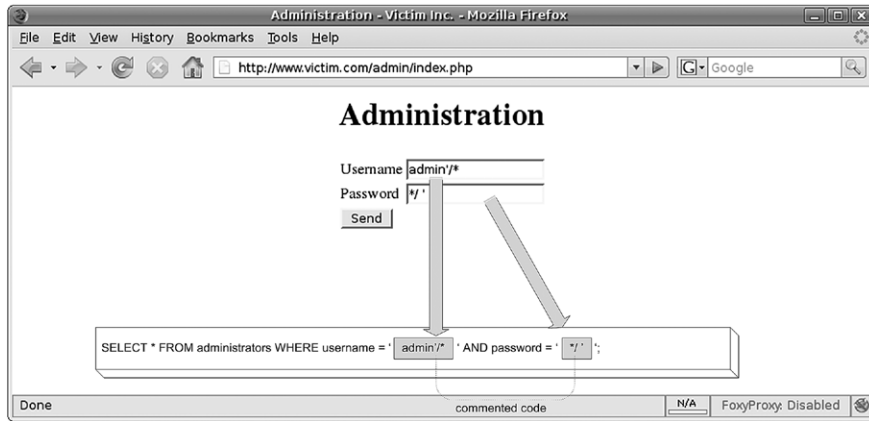 Administration - Victim Inc. - Mozilla Firefox
File Edit View History Bookmarks Tools Help
http://www.victim.com/admin/index.php G Google
Administration
Username admin'/*
Password */ '
Send
SELECT * FROM administrators WHERE username = ' admin'/* ' AND password = ' */ ' ';
commented code
Done N/A FoxyProxy: Disabled